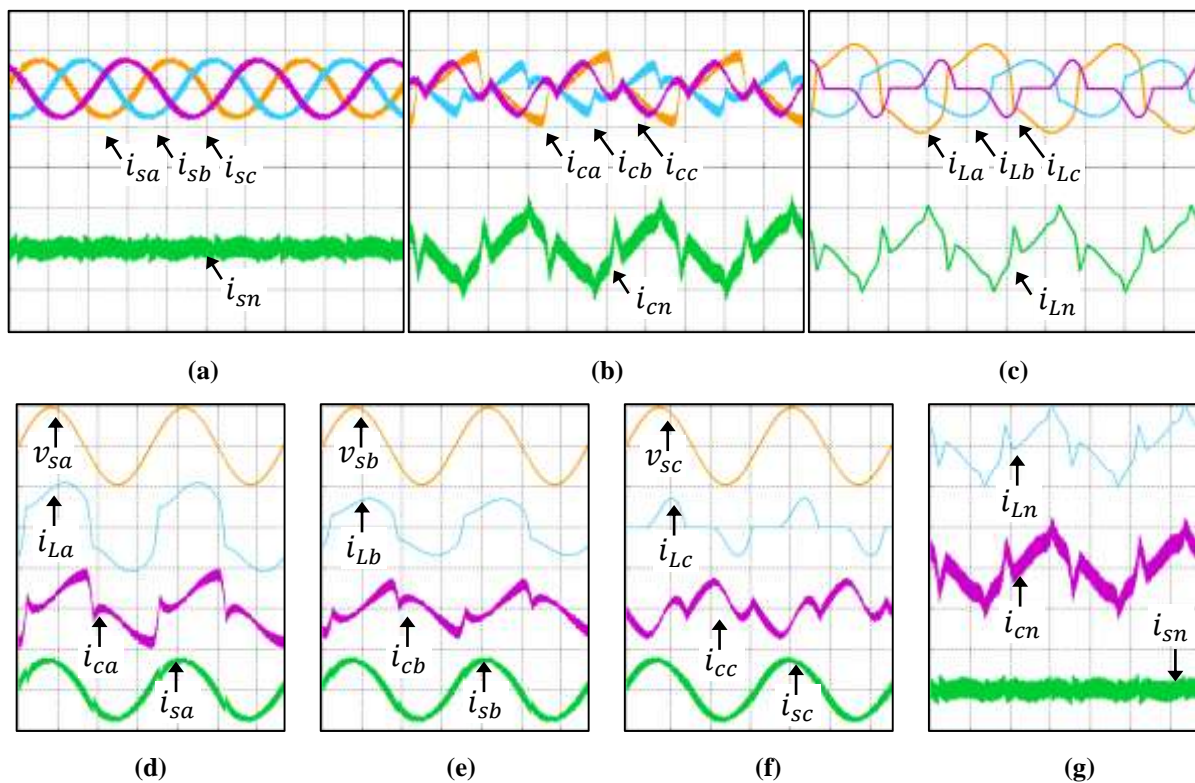 i_sa i_sb i_sc
i_sn
(a)
i_ca i_cb i_cc
i_cn
(b)
i_La i_Lb i_Lc
i_Ln
(c)
v_sa
i_La
i_ca
i_sa
(d)
v_sb
i_Lb
i_cb
i_sb
(e)
v_sc
i_Lc
i_cc
i_sc
(f)
i_Ln
i_cn
i_sn
(g)